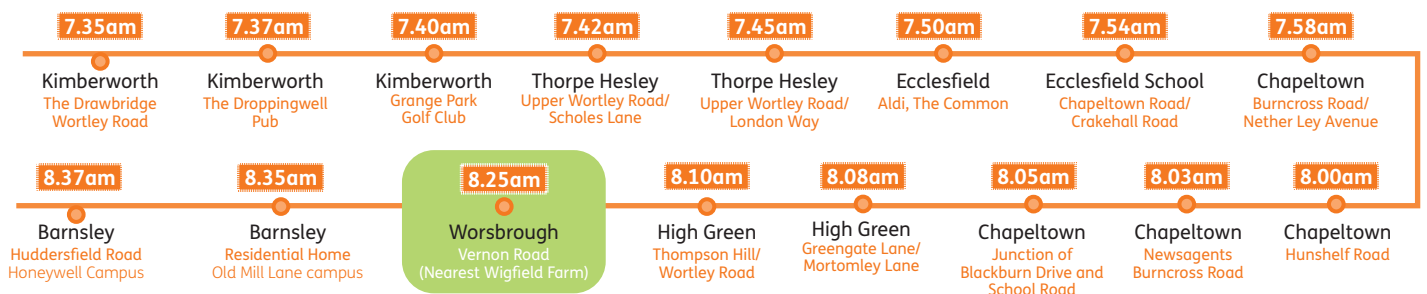 7.35am
Kimberworth
The Drawbridge
Wortley Road
7.37am
Kimberworth
The Droppingwell
Pub
7.40am
Kimberworth
Grange Park
Golf Club
7.42am
Thorpe Hesley
Upper Wortley Road/
Scholes Lane
7.45am
Thorpe Hesley
Upper Wortley Road/
London Way
7.50am
Ecclesfield
Aldi, The Common
7.54am
Ecclesfield School
Chapeltown Road/
Crakehall Road
7.58am
Chapeltown
Burncross Road/
Nether Ley Avenue
8.37am
Barnsley
Huddersfield Road
Honeywell Campus
8.35am
Barnsley
Residential Home
Old Mill Lane campus
8.25am
Worsbrough
Vernon Road
(Nearest Wigfield Farm)
8.10am
High Green
Thompson Hill/
Wortley Road
8.08am
High Green
Greengate Lane/
Mortomley Lane
8.05am
Chapeltown
Junction of
Blackburn Drive and
School Road
8.03am
Chapeltown
Newsagents
Burncross Road
8.00am
Chapeltown
Hunshelf Road